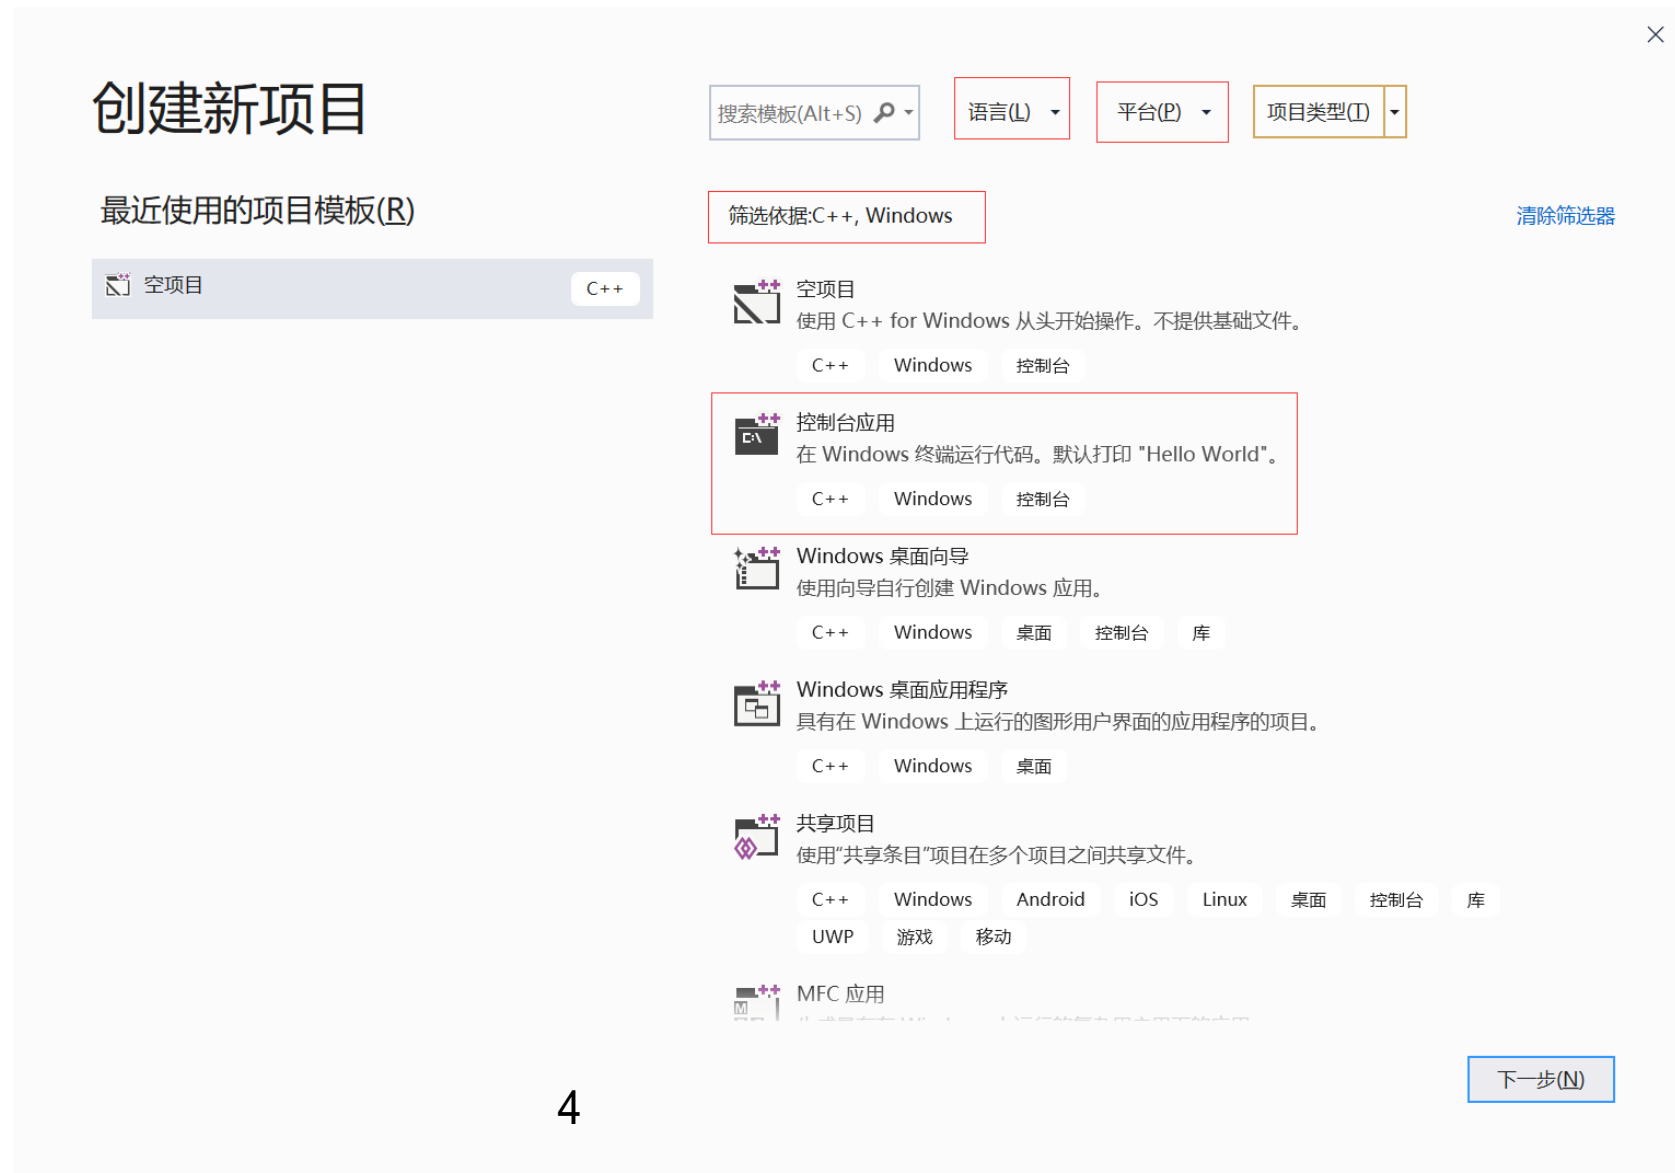 创建新项目
搜索模板(Alt+S)
语言(L)
平台(P)
项目类型(T)
最近使用的项目模板(R)
筛选依据:C++, Windows
清除筛选器
空项目
C++
空项目
使用 C++ for Windows 从头开始操作。不提供基础文件。
C++ Windows 控制台
控制台应用
在 Windows 终端运行代码。默认打印 "Hello World"。
C++ Windows 控制台
Windows 桌面向导
使用向导自行创建 Windows 应用。
C++ Windows 桌面 控制台 库
Windows 桌面应用程序
具有在 Windows 上运行的图形用户界面的应用程序的项目。
C++ Windows 桌面
共享项目
使用“共享条目”项目在多个项目之间共享文件。
C++ Windows Android iOS Linux 桌面 控制台 库
UWP 游戏 移动
MFC 应用
下一步(N)
4